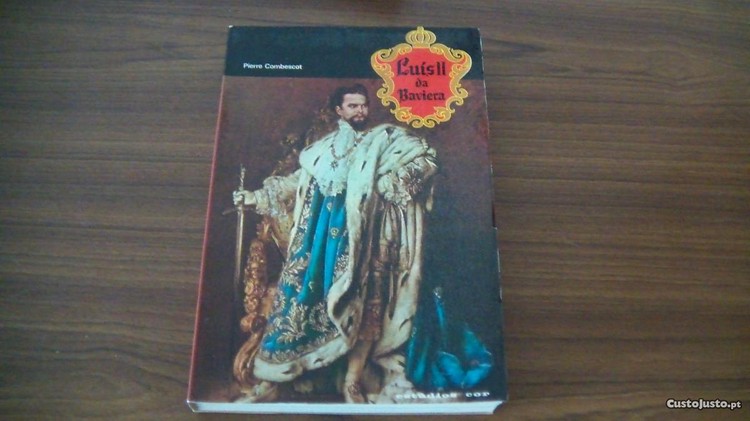 Pierre Combescot
Luís II
da
Baviera
estúdios cor
CustoJusto.pt